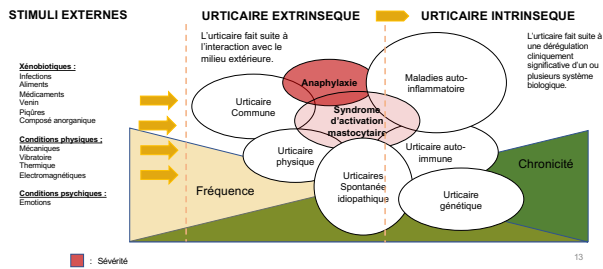 STIMULI EXTERNES
URTICAIRE EXTRINSEQUE
URTICAIRE INTRINSEQUE
Xénobiotiques :
Infections
Aliments
Médicaments
Venin
Piqûres
Composé anorganique
Conditions physiques :
Mécaniques
Vibratoire
Thermique
Electromagnétiques
Conditions psychiques :
Emotions
L'urticaire fait suite à
l'interaction avec le
milieu extérieure.
L'urticaire fait suite à
une dérégulation
cliniquement
significative d'un ou
plusieurs système
biologique.
Anaphylaxie
Maladies auto-
inflammatoire
Urticaire
Commune
Syndrome
d'activation
mastocytaire
Urticaire
physique
Urticaire auto-
immune
Urticaires
Spontanée
idiopathique
Urticaire
génétique
Fréquence
Chronicité
: Sévérité
13